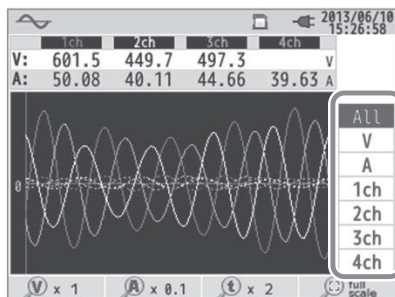 2013/06/10
15:26:58
1ch 2ch 3ch 4ch
V: 601.5 449.7 497.3 V
A: 50.08 40.11 44.66 39.63 A
0
All
V
A
1ch
2ch
3ch
4ch
V x 1 A x 0.1 t x 2 full scale